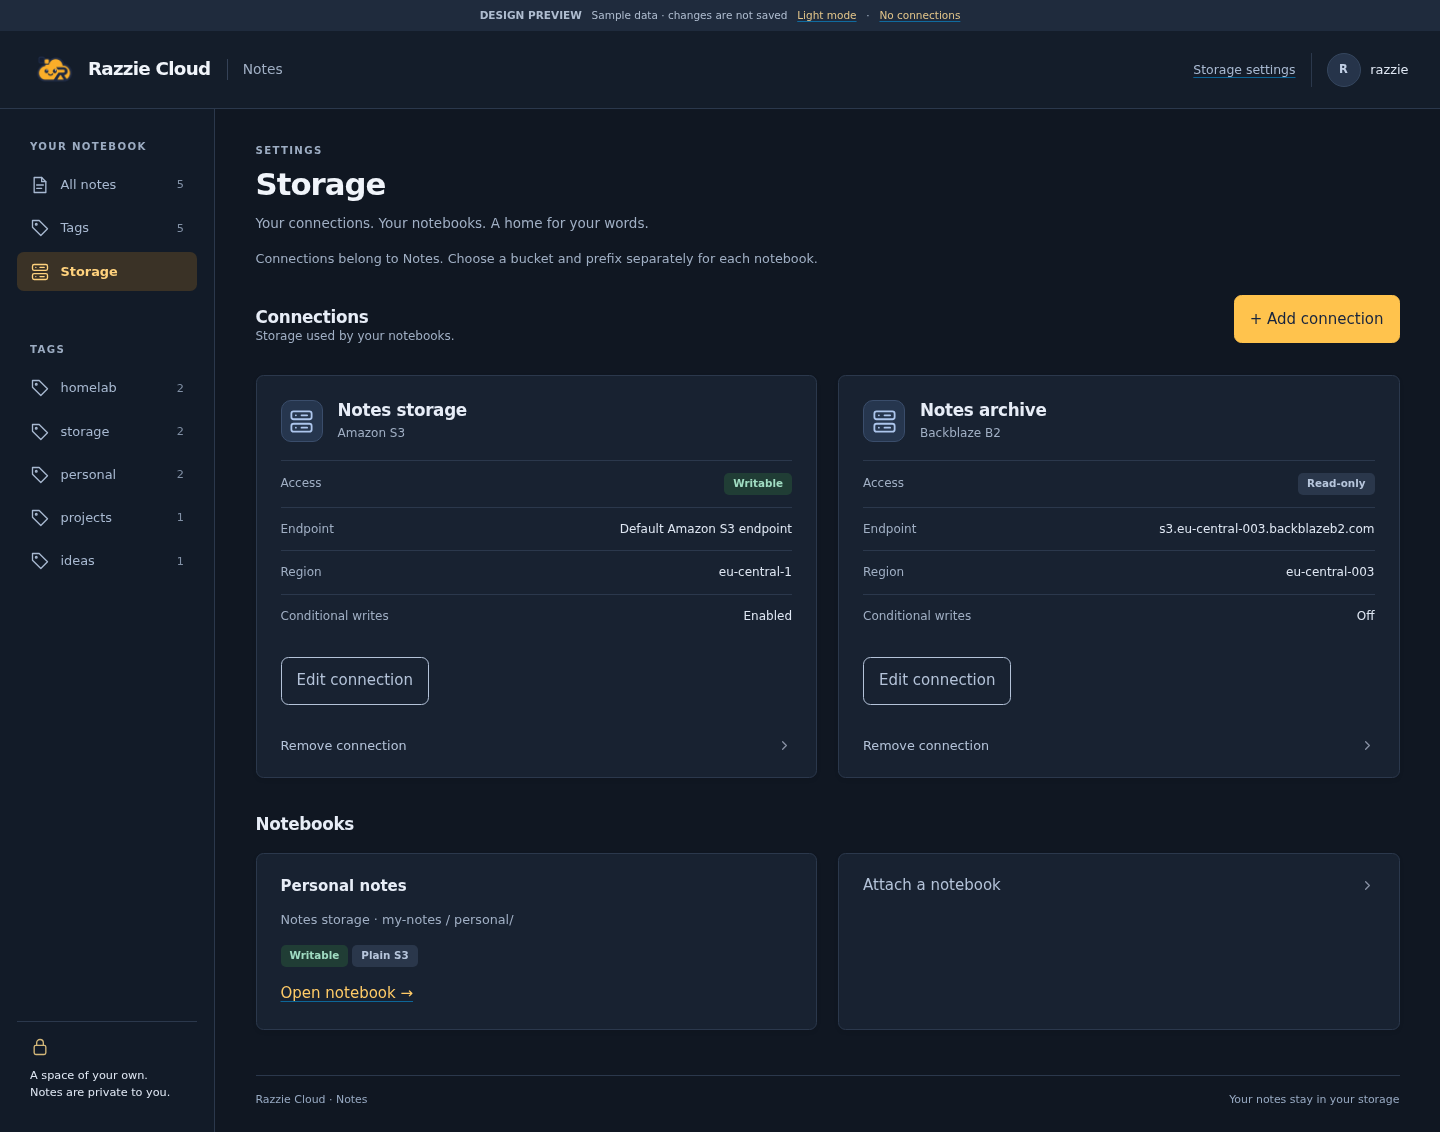 DESIGN PREVIEW Sample data · changes are not saved Light mode · No connections
Razzie Cloud
Notes
Storage settings
R
razzie
YOUR NOTEBOOK
All notes 5
Tags 5
Storage
TAGS
homelab 2
storage 2
personal 2
projects 1
ideas 1
A space of your own.
Notes are private to you.
SETTINGS
Storage
Your connections. Your notebooks. A home for your words.
Connections belong to Notes. Choose a bucket and prefix separately for each notebook.
Connections
Storage used by your notebooks.
+ Add connection
Notes storage
Amazon S3
Access Writable
Endpoint Default Amazon S3 endpoint
Region eu-central-1
Conditional writes Enabled
Edit connection
Remove connection
Notes archive
Backblaze B2
Access Read-only
Endpoint s3.eu-central-003.backblazeb2.com
Region eu-central-003
Conditional writes Off
Edit connection
Remove connection
Notebooks
Personal notes
Notes storage · my-notes / personal/
Writable Plain S3
Open notebook →
Attach a notebook
Razzie Cloud · Notes
Your notes stay in your storage